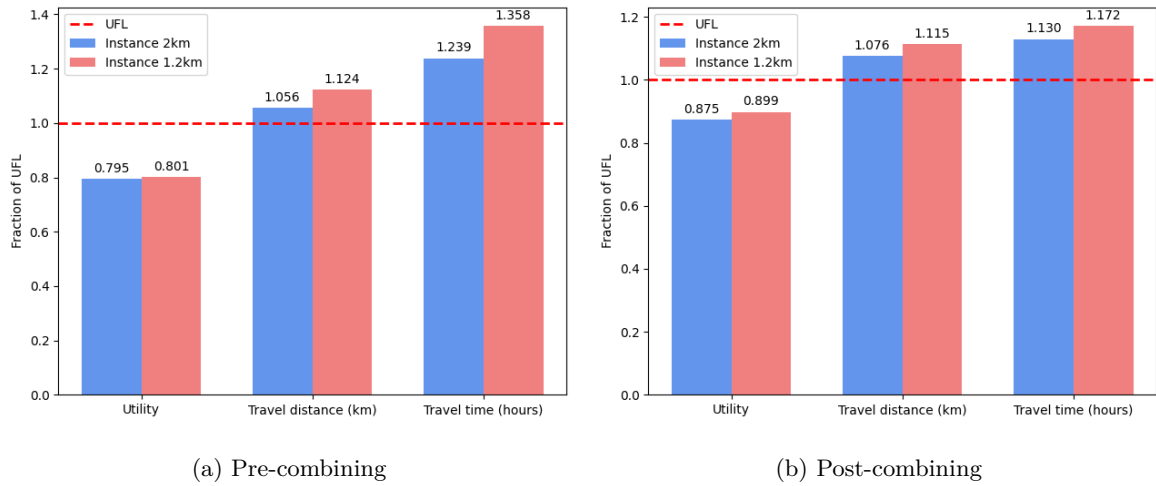 1.4
1.2
1.0
0.8
0.6
0.4
0.2
0.0
Fraction of UFL
UFL
Instance 2km
Instance 1.2km
0.795
0.801
1.056
1.124
1.239
1.358
Utility
Travel distance (km)
Travel time (hours)
(a) Pre-combining
1.2
1.0
0.8
0.6
0.4
0.2
0.0
Fraction of UFL
UFL
Instance 2km
Instance 1.2km
0.875
0.899
1.076
1.115
1.130
1.172
Utility
Travel distance (km)
Travel time (hours)
(b) Post-combining